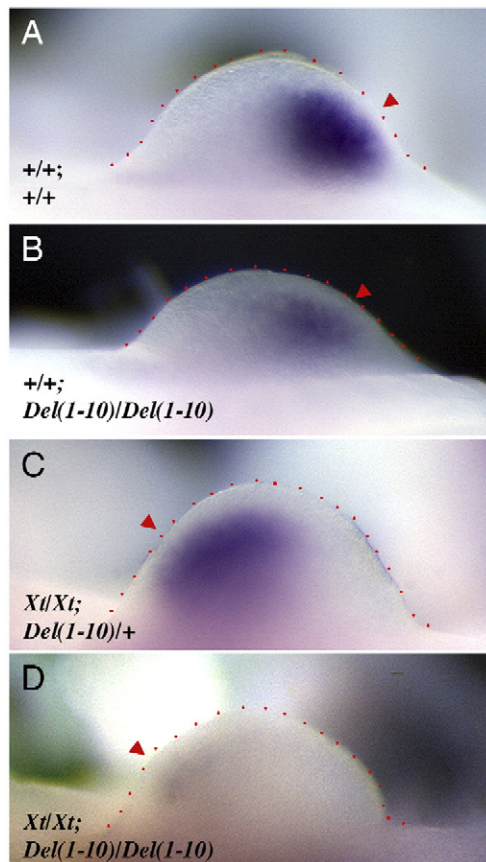 A
+/+;
+/+
B
+/+;
Del(1-10)/Del(1-10)
C
Xt/Xt;
Del(1-10)/+
D
Xt/Xt;
Del(1-10)/Del(1-10)